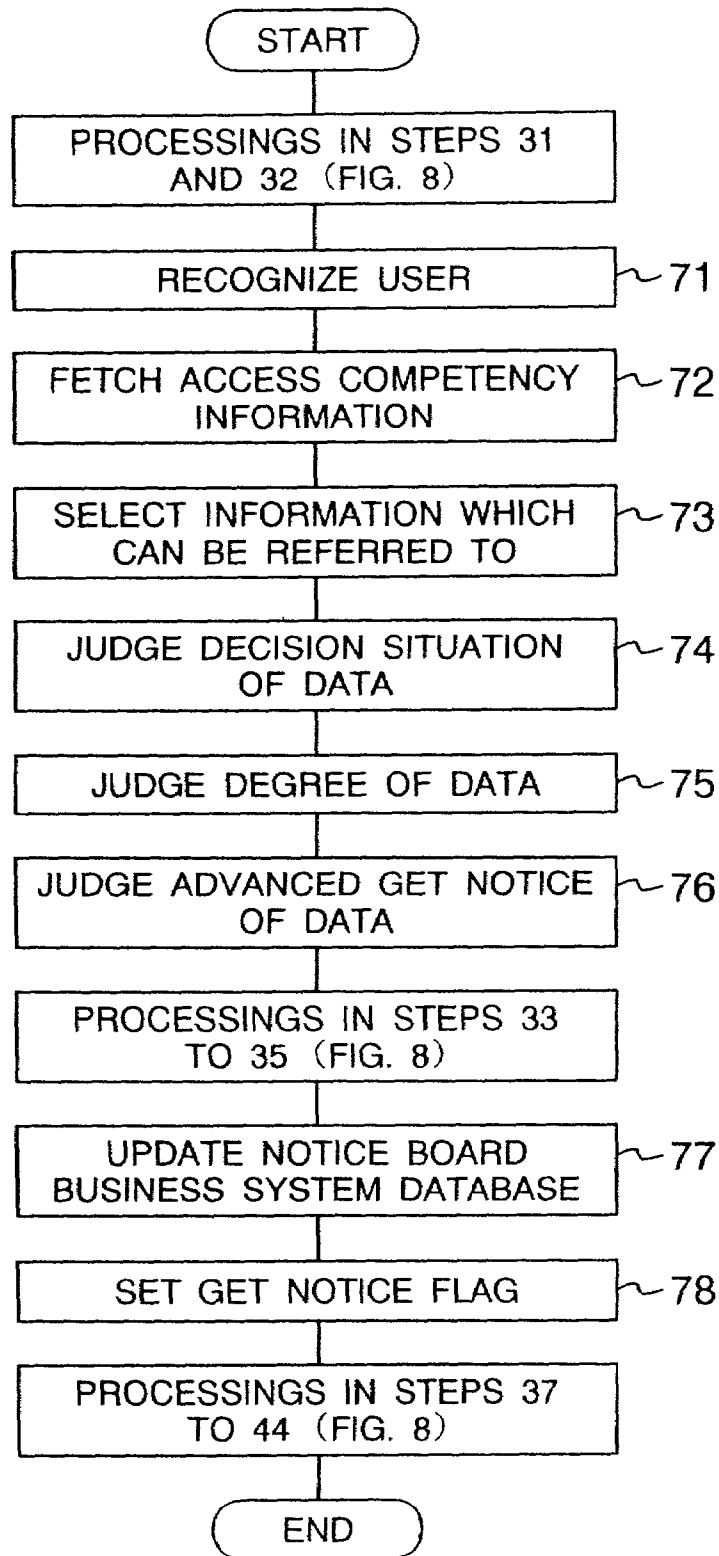 START
PROCESSINGS IN STEPS 31
AND 32 (FIG. 8)
RECOGNIZE USER
71
FETCH ACCESS COMPETENCY
INFORMATION
72
SELECT INFORMATION WHICH
CAN BE REFERRED TO
73
JUDGE DECISION SITUATION
OF DATA
74
JUDGE DEGREE OF DATA
75
JUDGE ADVANCED GET NOTICE
OF DATA
76
PROCESSINGS IN STEPS 33
TO 35 (FIG. 8)
UPDATE NOTICE BOARD
BUSINESS SYSTEM DATABASE
77
SET GET NOTICE FLAG
78
PROCESSINGS IN STEPS 37
TO 44 (FIG. 8)
END